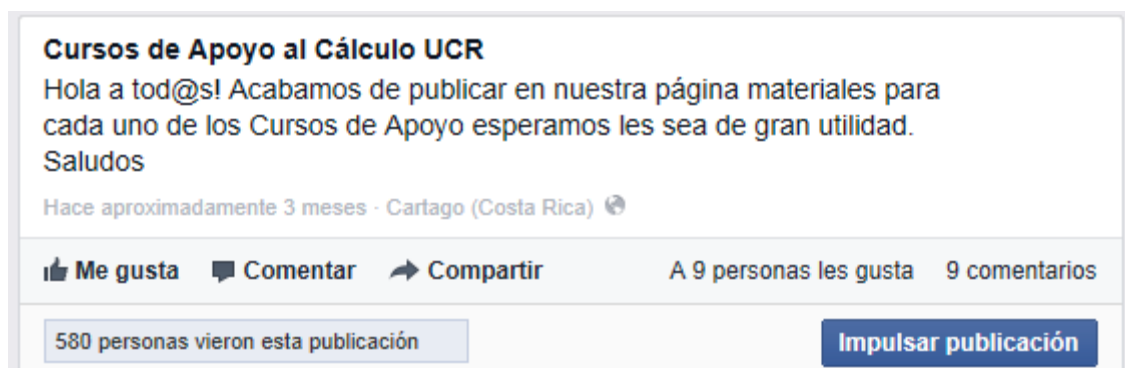 Cursos de Apoyo al Cálculo UCR
Hola a tod@s! Acabamos de publicar en nuestra página materiales para
cada uno de los Cursos de Apoyo esperamos les sea de gran utilidad.
Saludos
Hace aproximadamente 3 meses · Cartago (Costa Rica)
Me gusta Comentar Compartir A 9 personas les gusta 9 comentarios
580 personas vieron esta publicación Impulsar publicación